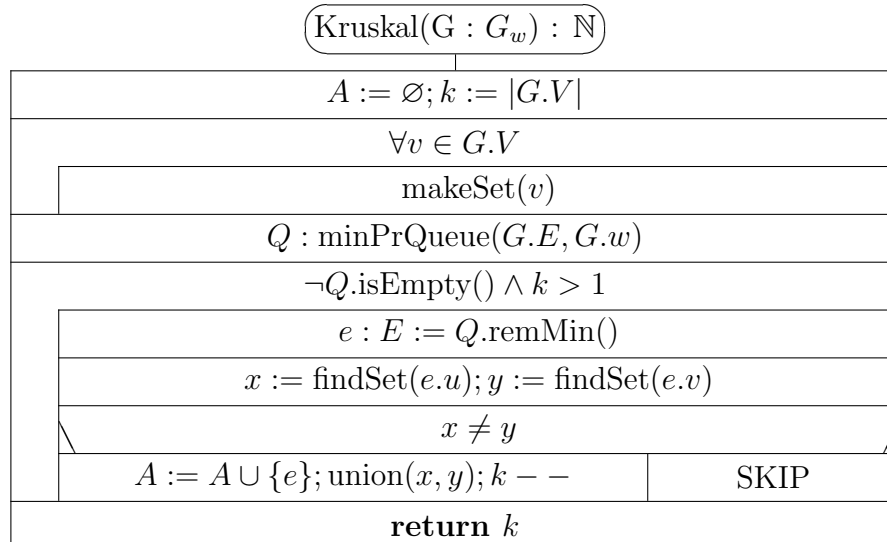 Kruskal(G : G_w) : ℕ
A := ∅; k := |G.V|
∀v ∈ G.V
makeSet(v)
Q : minPrQueue(G.E, G.w)
¬Q.isEmpty() ∧ k > 1
e : E := Q.remMin()
x := findSet(e.u); y := findSet(e.v)
x ≠ y
A := A ∪ {e}; union(x, y); k − − SKIP
return k